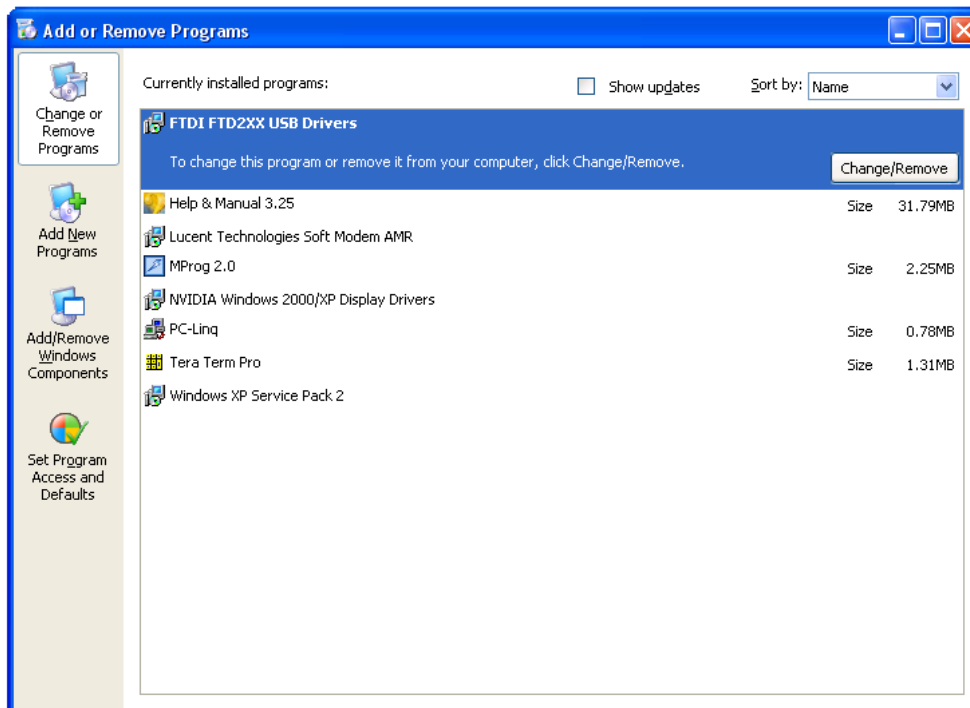 Add or Remove Programs
Change or
Remove
Programs
Add New
Programs
Add/Remove
Windows
Components
Set Program
Access and
Defaults
Currently installed programs:
Show updates
Sort by: Name
FTDI FTD2XX USB Drivers
To change this program or remove it from your computer, click Change/Remove.
Change/Remove
Help & Manual 3.25 Size 31.79MB
Lucent Technologies Soft Modem AMR
MProg 2.0 Size 2.25MB
NVIDIA Windows 2000/XP Display Drivers
PC-Linq Size 0.78MB
Tera Term Pro Size 1.31MB
Windows XP Service Pack 2